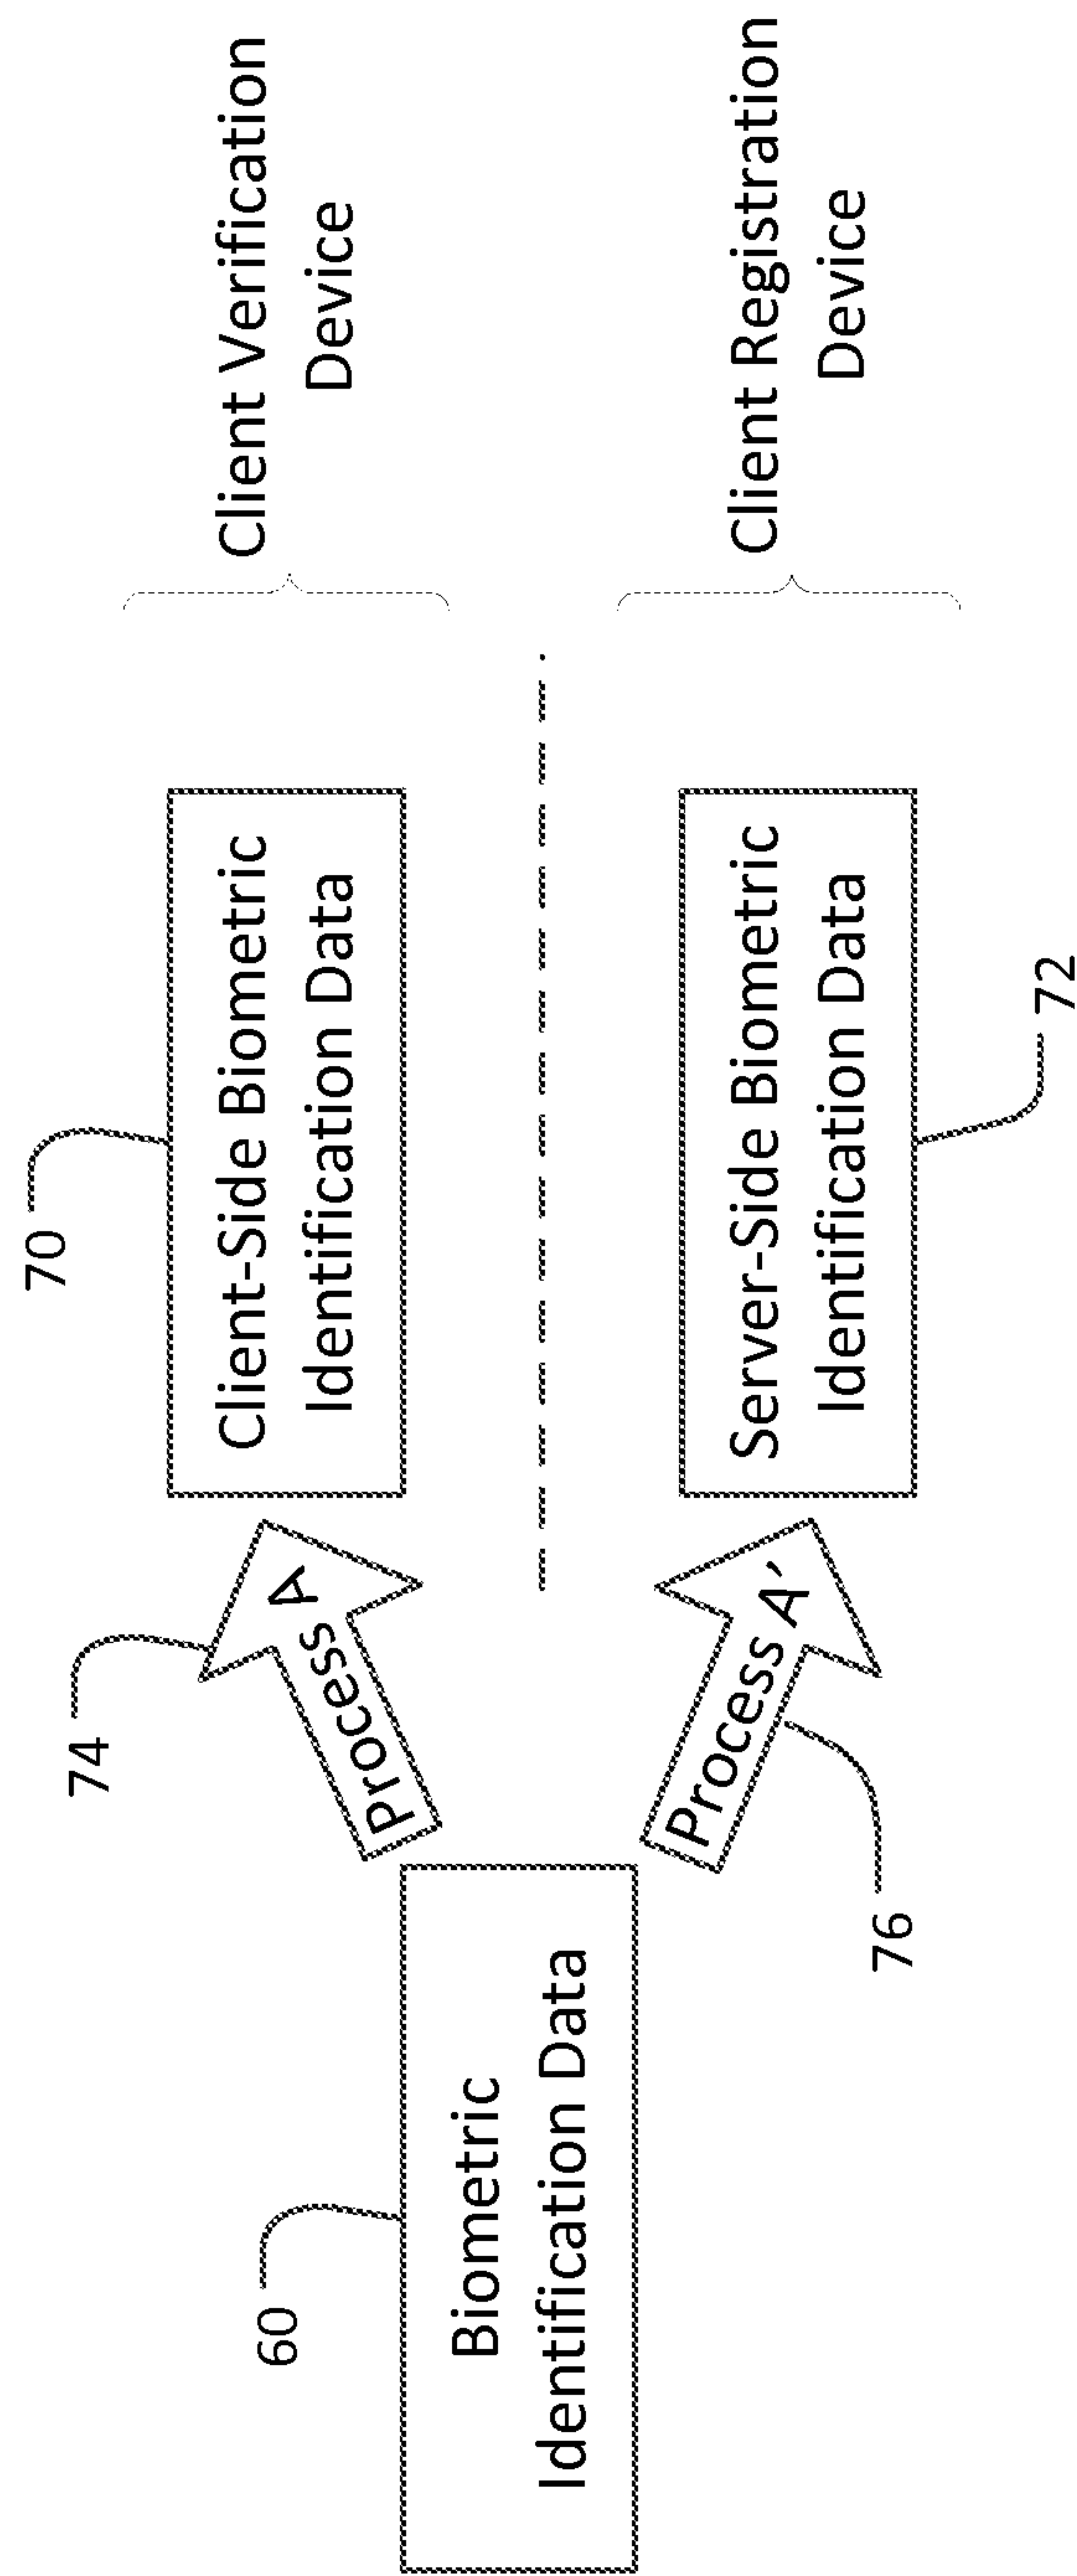 70
Client-Side Biometric
Identification Data
Client Verification
Device
74
Process A
60
Biometric
Identification Data
Process A’
76
Server-Side Biometric
Identification Data
72
Client Registration
Device